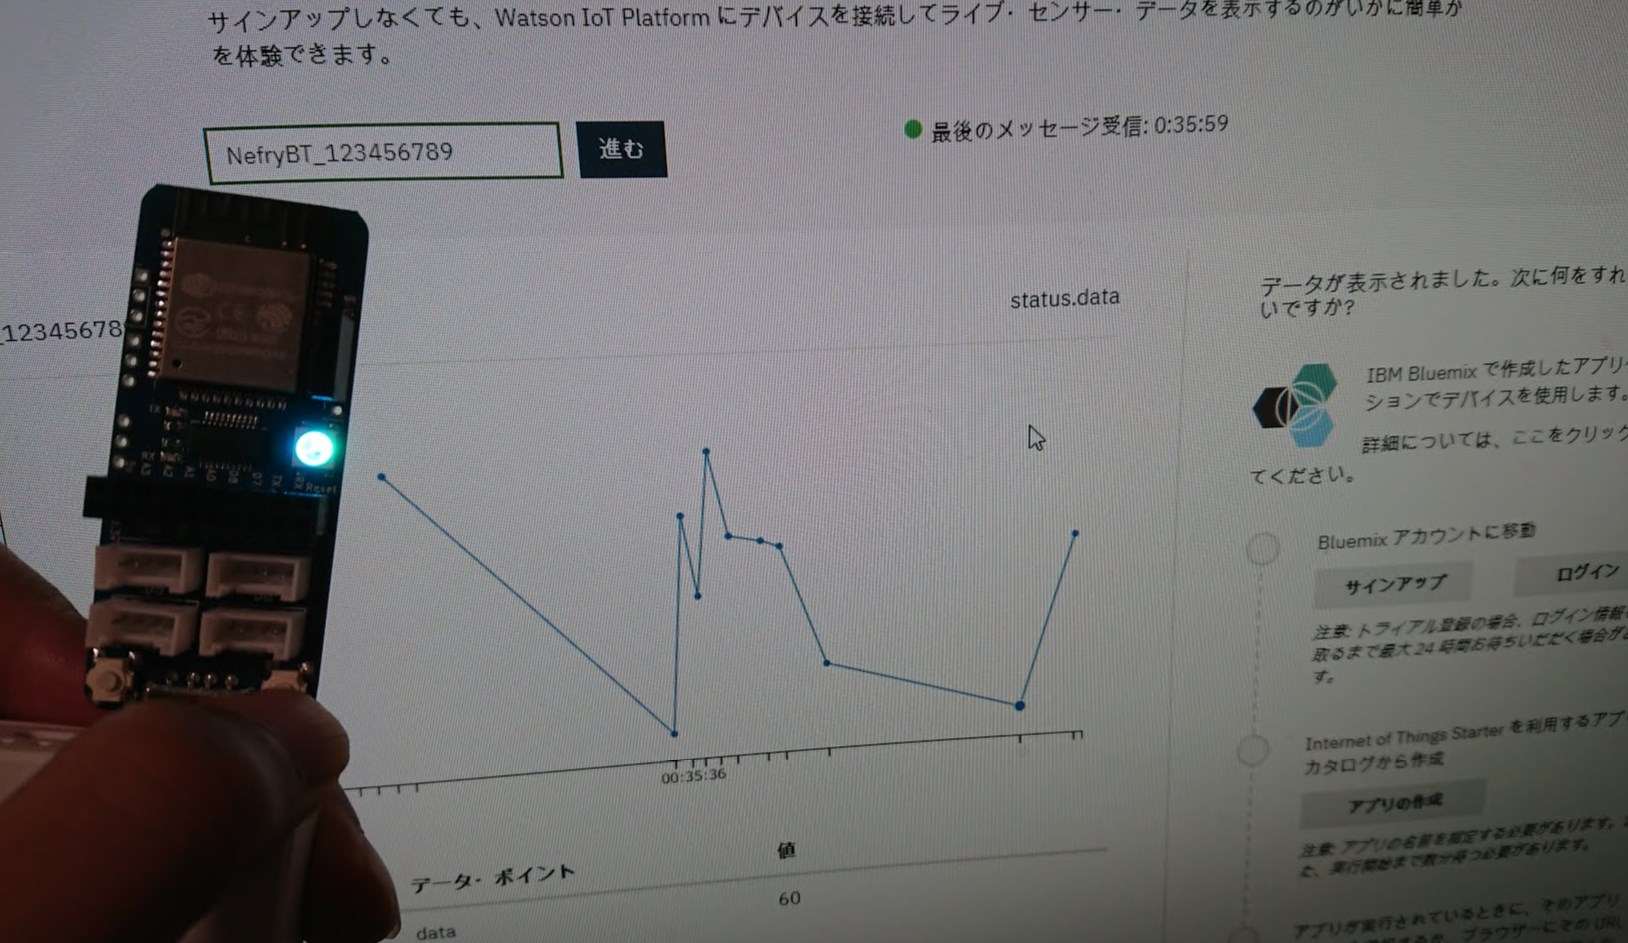 サインアップしなくても、Watson IoT Platform にデバイスを接続してライブ・センサー・データを表示するのがいかに簡単か
を体験できます。
NefryBT_123456789
進む
最後のメッセージ受信: 0:35:59
_12345678
status.data
データが表示されました。次に何をすれ
いですか?
IBM Bluemix で作成したアプリ
ションでデバイスを使用します。
詳細については、ここをクリック
てください。
Bluemix アカウントに移動
サインアップ
ログイン
注意: トライアル登録の場合、ログイン情報
取るまで最大 24 時間お待ちいただく場合が
す。
Internet of Things Starter を利用するアプ
カタログから作成
アプリの作成
注意: アプリの名前を指定する必要があります。
た、実行開始まで数分待つ必要があります。
アプリが実行されているときに、そのアプリ
ブラウザーにその URL
00:35:36
データ・ポイント
値
data
60
TX
RX
A3
A2
A1
A0
D8
D7
TX
RX
Reset